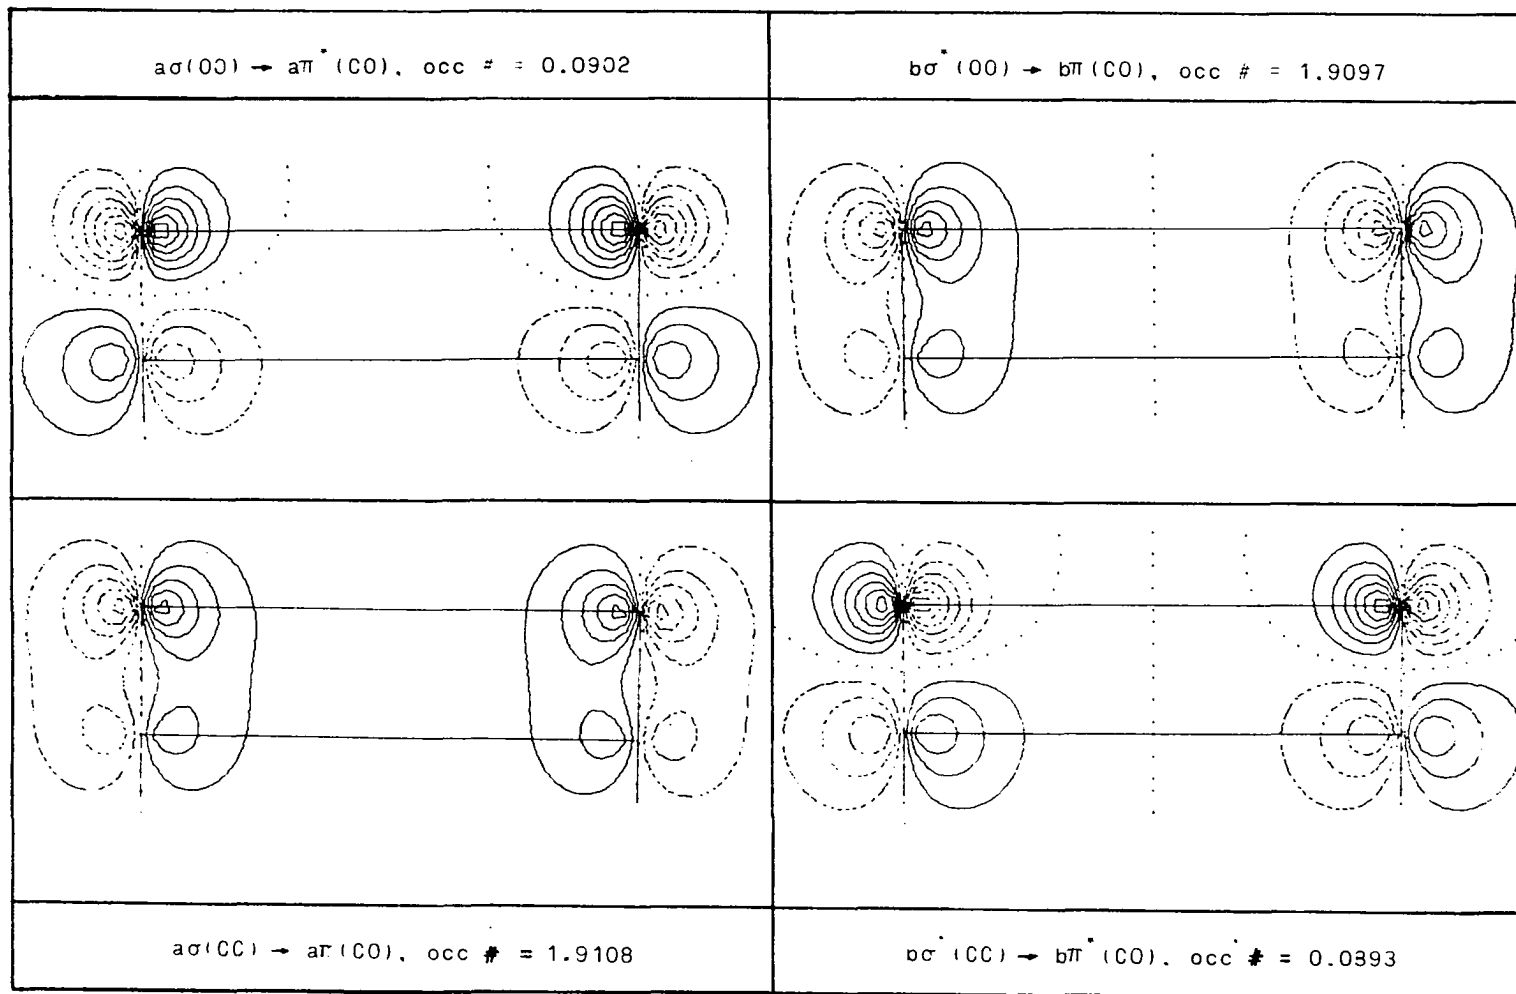 aσ(OO) → aπ*(CO), occ # = 0.0902
bσ*(OO) → bπ(CO), occ # = 1.9097
aσ(CC) → aπ(CO), occ # = 1.9108
bσ*(CC) → bπ*(CO), occ # = 0.0893